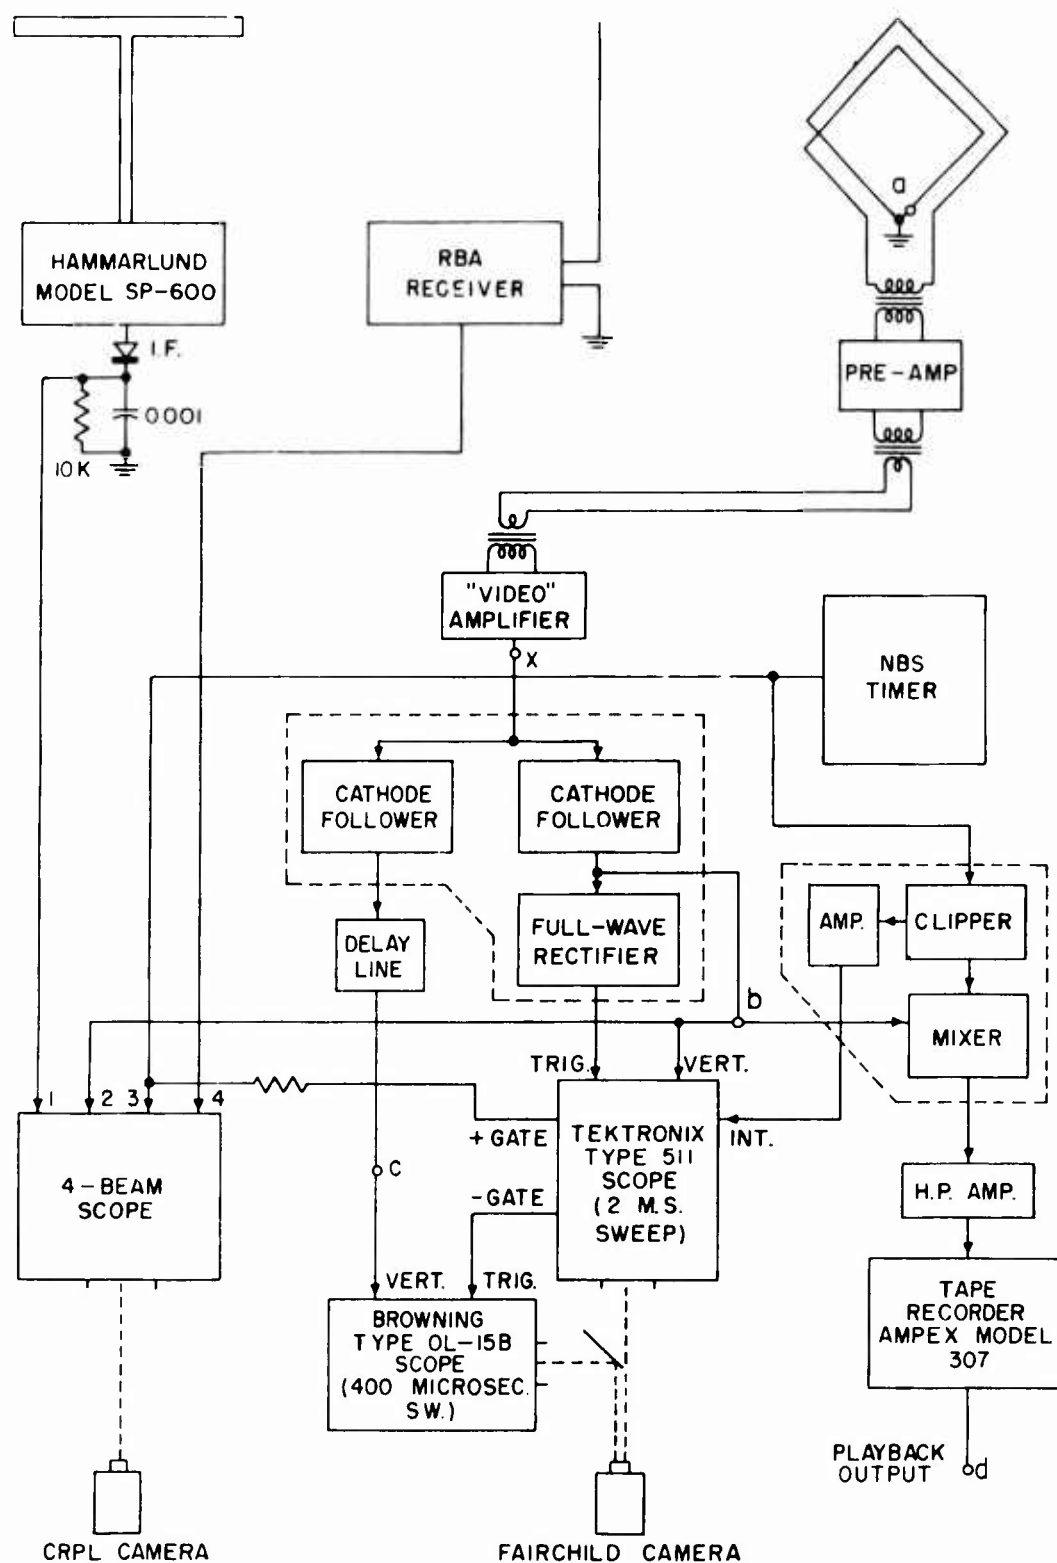 a
HAMMARLUND
MODEL SP-600
RBA
RECEIVER
I.F.
0.001
10K
PRE-AMP
"VIDEO"
AMPLIFIER
X
NBS
TIMER
CATHODE
FOLLOWER
CATHODE
FOLLOWER
AMP.
CLIPPER
DELAY
LINE
FULL-WAVE
RECTIFIER
b
MIXER
TRIG.
VERT.
1
2
3
4
+GATE
TEKTRONIX
TYPE 511
SCOPE
(2 M.S.
SWEEP)
INT.
4-BEAM
SCOPE
C
-GATE
H.P. AMP.
VERT.
TRIG.
BROWNING
TYPE OL-15B
SCOPE
(400 MICROSEC.
SW.)
TAPE
RECORDER
AMPEX MODEL
307
PLAYBACK
OUTPUT
d
CRPL CAMERA
FAIRCHILD CAMERA